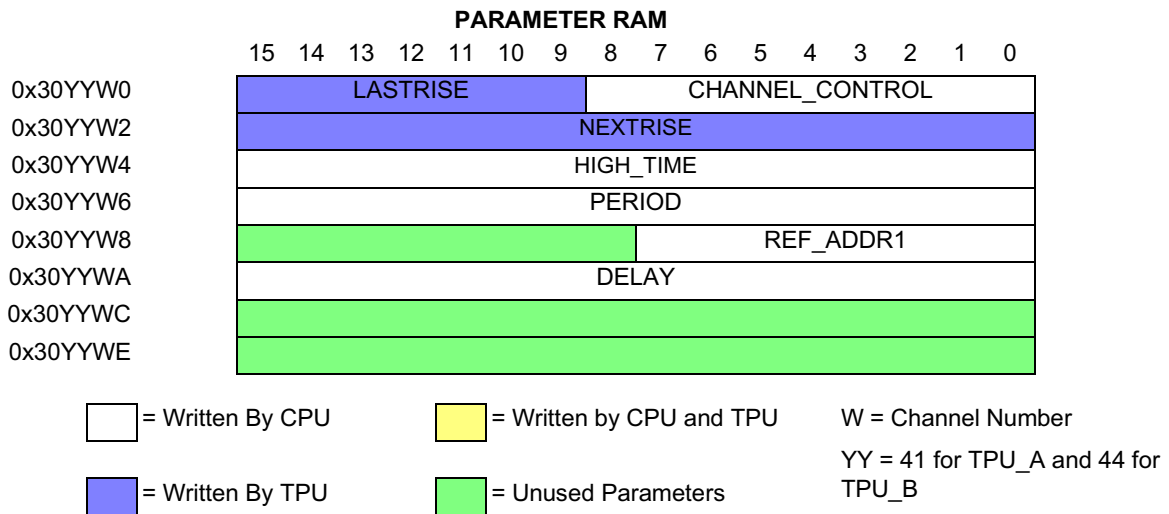 PARAMETER RAM
15 14 13 12 11 10 9 8 7 6 5 4 3 2 1 0
0x30YYW0 LASTRISE CHANNEL_CONTROL
0x30YYW2 NEXTRISE
0x30YYW4 HIGH_TIME
0x30YYW6 PERIOD
0x30YYW8 REF_ADDR1
0x30YYWA DELAY
0x30YYWC
0x30YYWE
= Written By CPU = Written by CPU and TPU W = Channel Number
YY = 41 for TPU_A and 44 for
= Written By TPU = Unused Parameters TPU_B